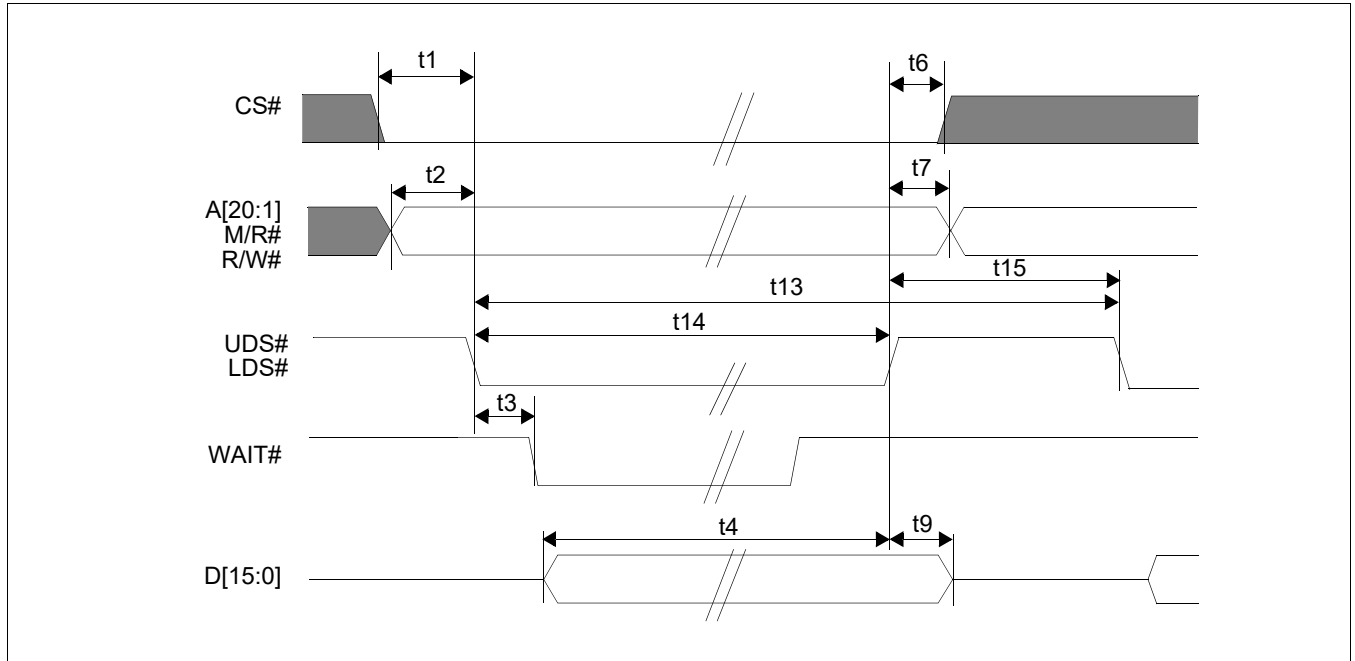 t1
t6
CS#
t2
t7
A[20:1]
M/R#
R/W#
t15
t13
t14
UDS#
LDS#
t3
WAIT#
t4
t9
D[15:0]